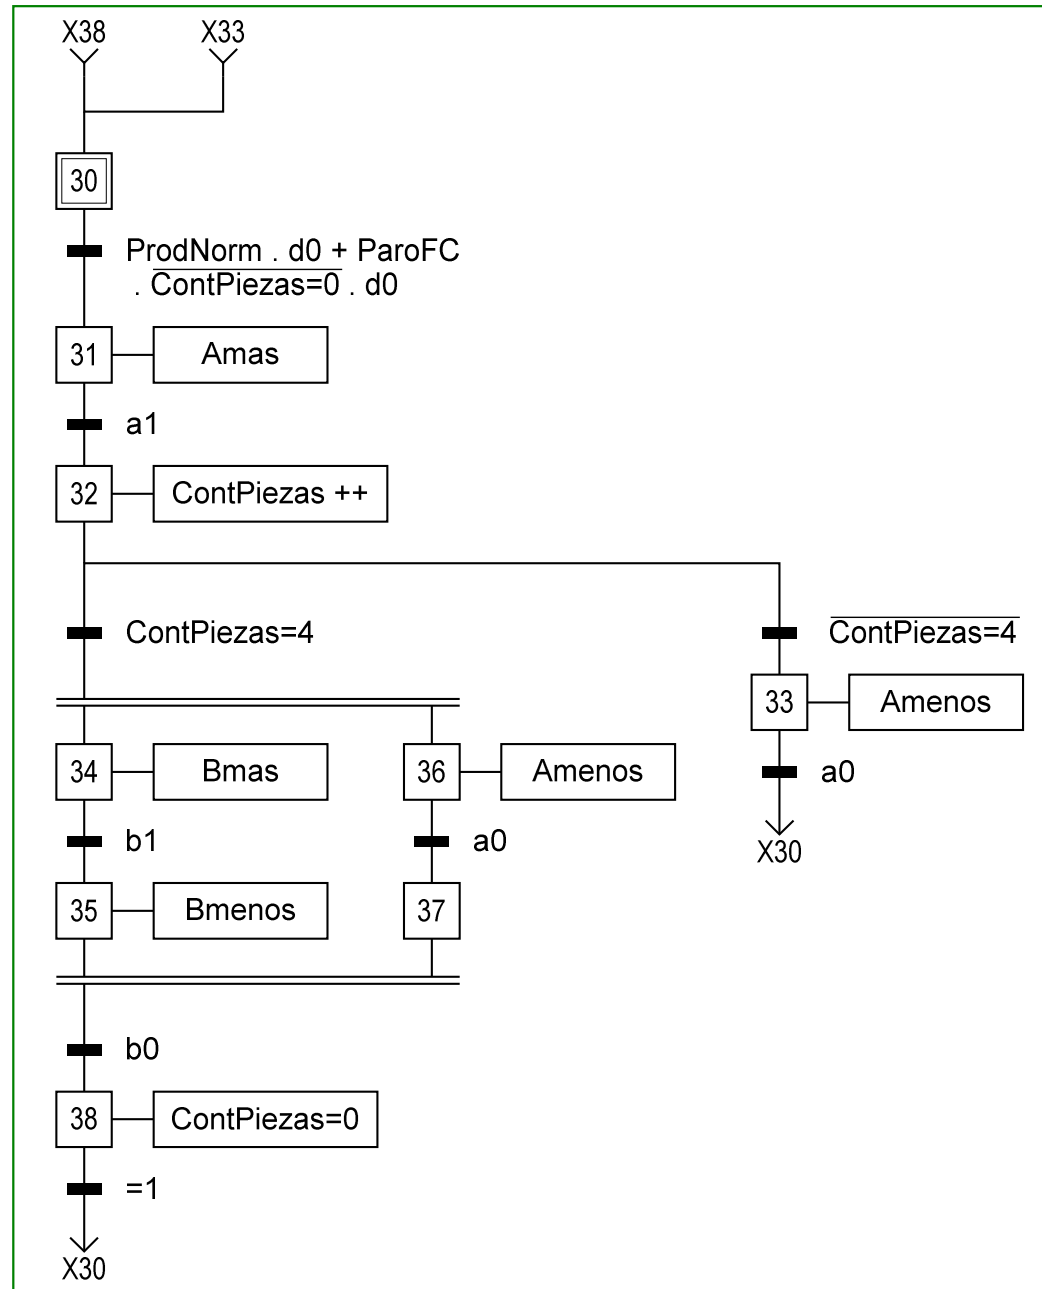 X38 X33
30
ProdNorm . d0 + ParoFC
. ContPiezas=0 . d0
31 Amas
a1
32 ContPiezas ++
ContPiezas=4 ContPiezas=4
33 Amenos
34 Bmas 36 Amenos
a0
b1 a0
X30
35 Bmenos 37
b0
38 ContPiezas=0
=1
X30